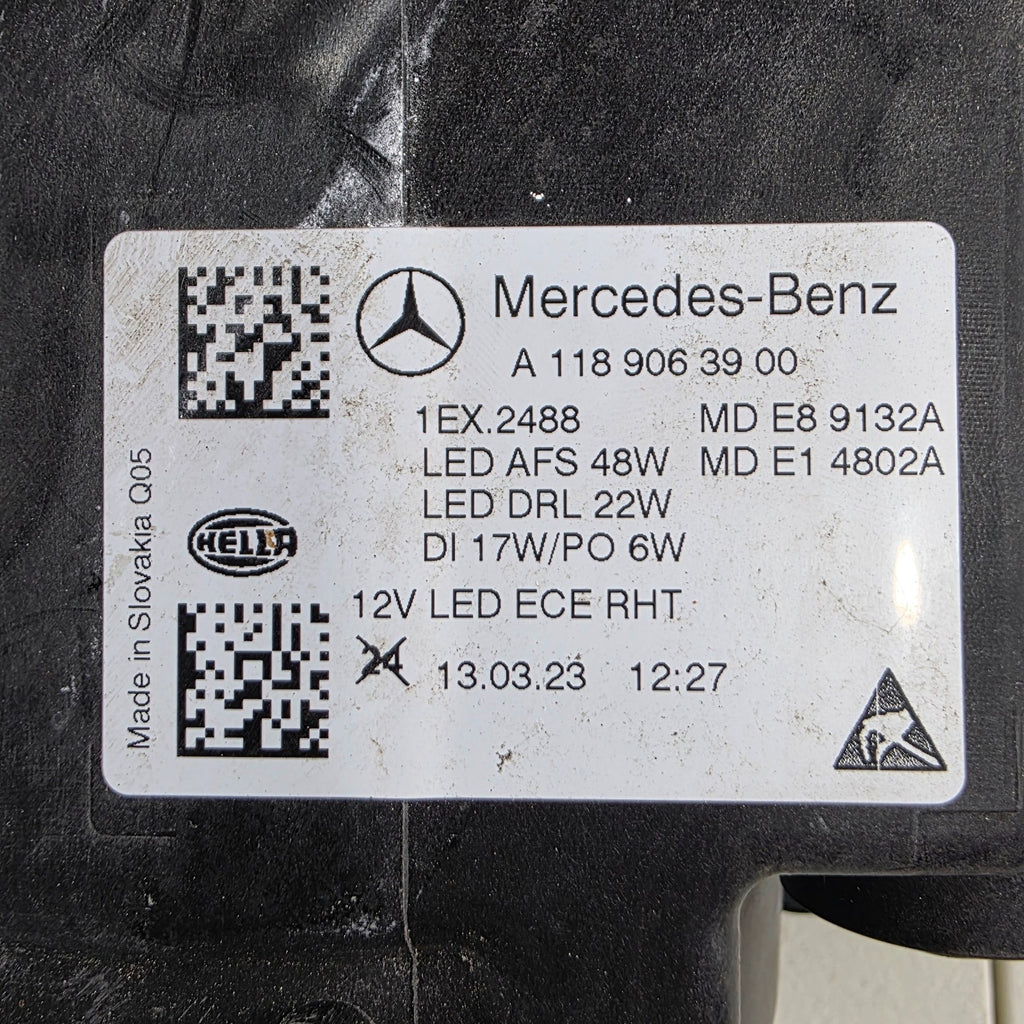 Mercedes-Benz
A 118 906 39 00
1EX.2488 MD E8 9132A
LED AFS 48W MD E1 4802A
LED DRL 22W
DI 17W/PO 6W
12V LED ECE RHT
24 13.03.23 12:27
HELLA
Made in Slovakia Q05